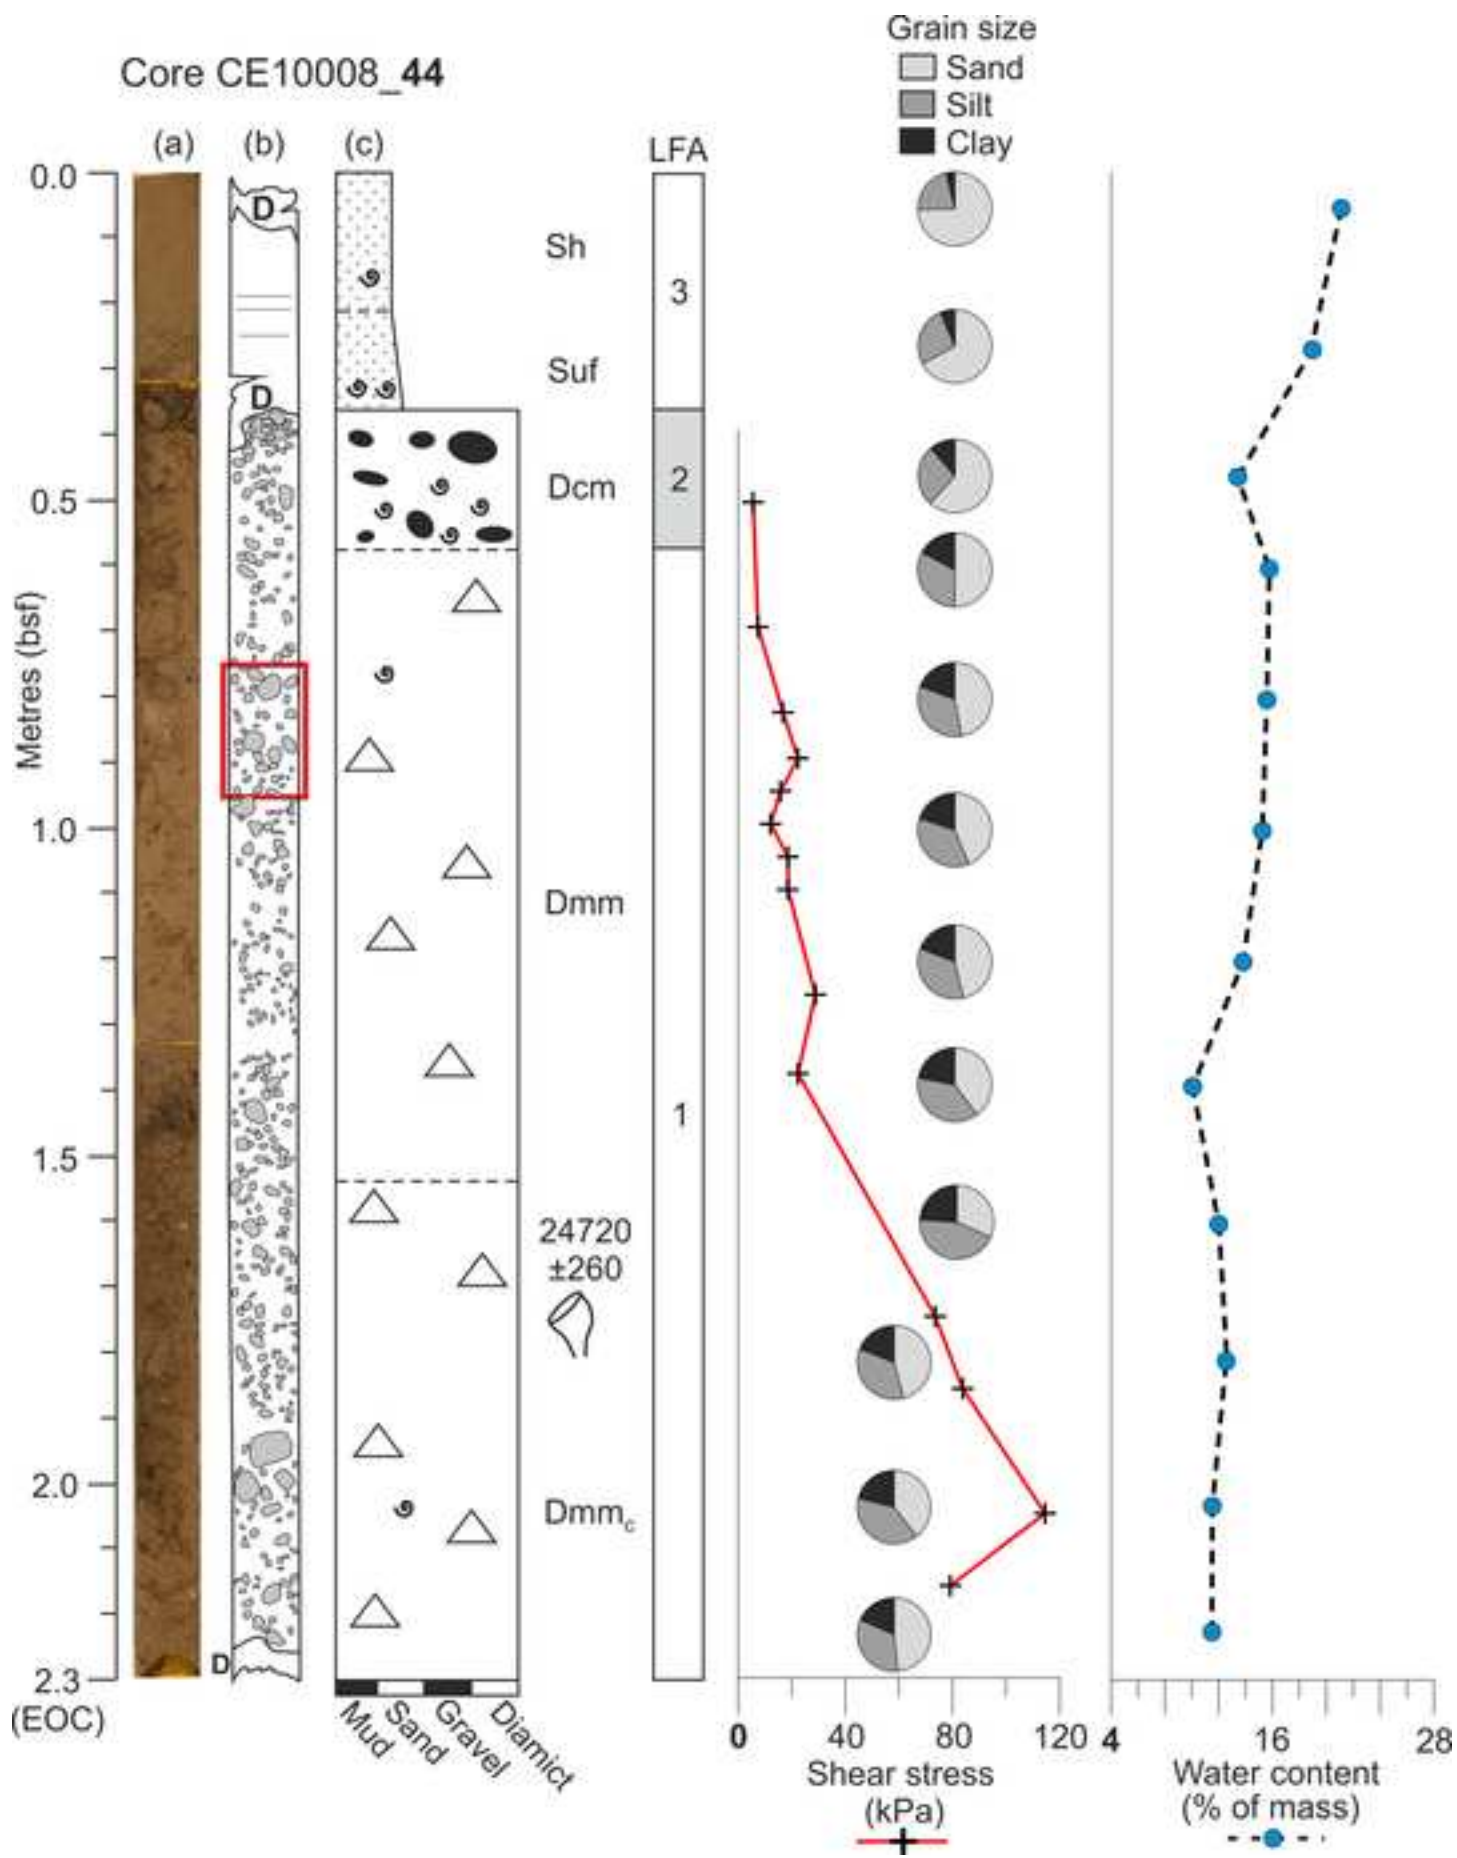 Grain size
Sand
Silt
Clay
Core CE10008_44
(a) (b) (c) LFA
0.0
0.5
1.0
1.5
2.0
2.3
(EOC)
Metres (bsf)
D
D
D
Sh
Suf
Dcm
Dmm
24720
±260
Dmmc
3
2
1
Mud
Sand
Gravel
Diamict
0 40 80 120
Shear stress
(kPa)
4 16 28
Water content
(% of mass)